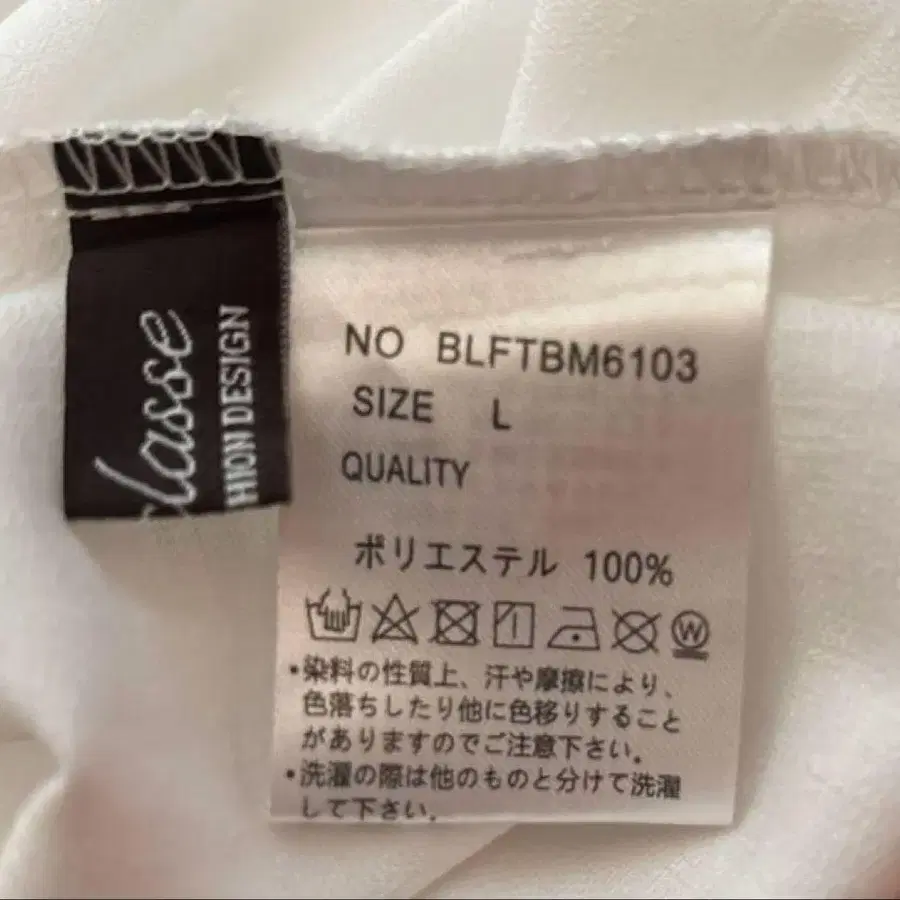 lasse
HION DESIGN
NO BLFTBM6103
SIZE L
QUALITY
ポリエステル 100%
W
•染料の性質上、汗や摩擦により、
色落ちしたり他に色移りすること
がありますのでご注意下さい。
•洗濯の際は他のものと分けて洗濯
して下さい。